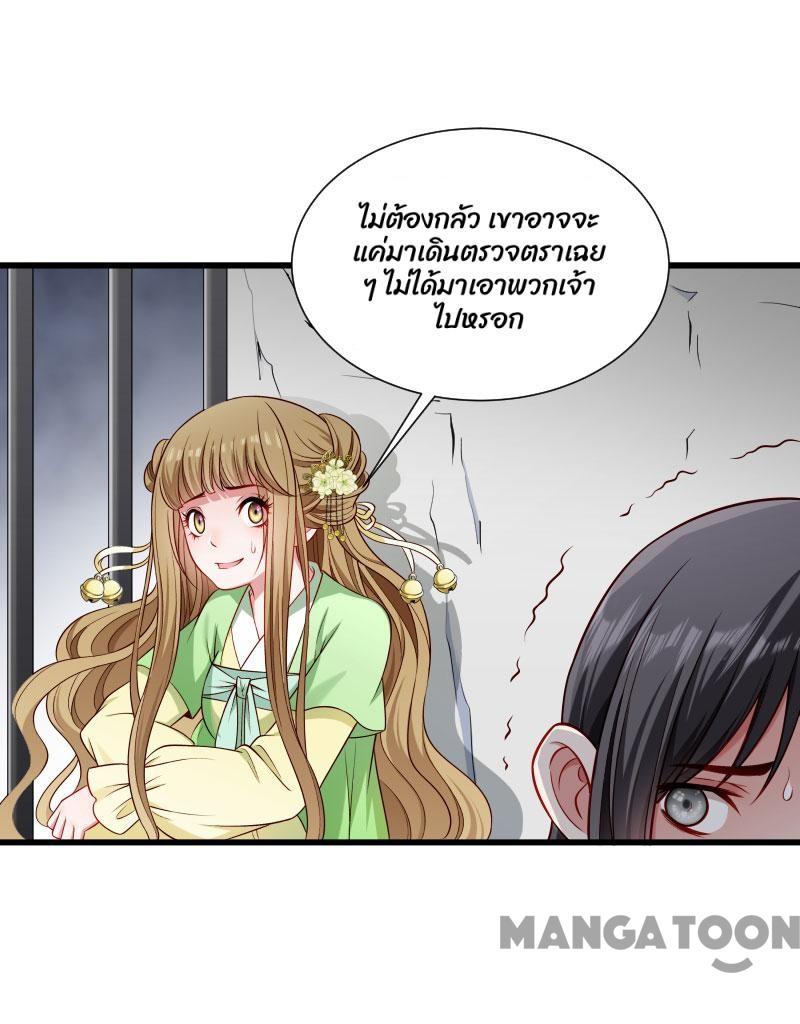 ไม่ต้องกลัว เขาอาจจะ
แค่มาเดินตรวจตราเฉย
ๆ ไม่ได้มาเอาพวกเจ้า
ไปหรอก
MANGATOON